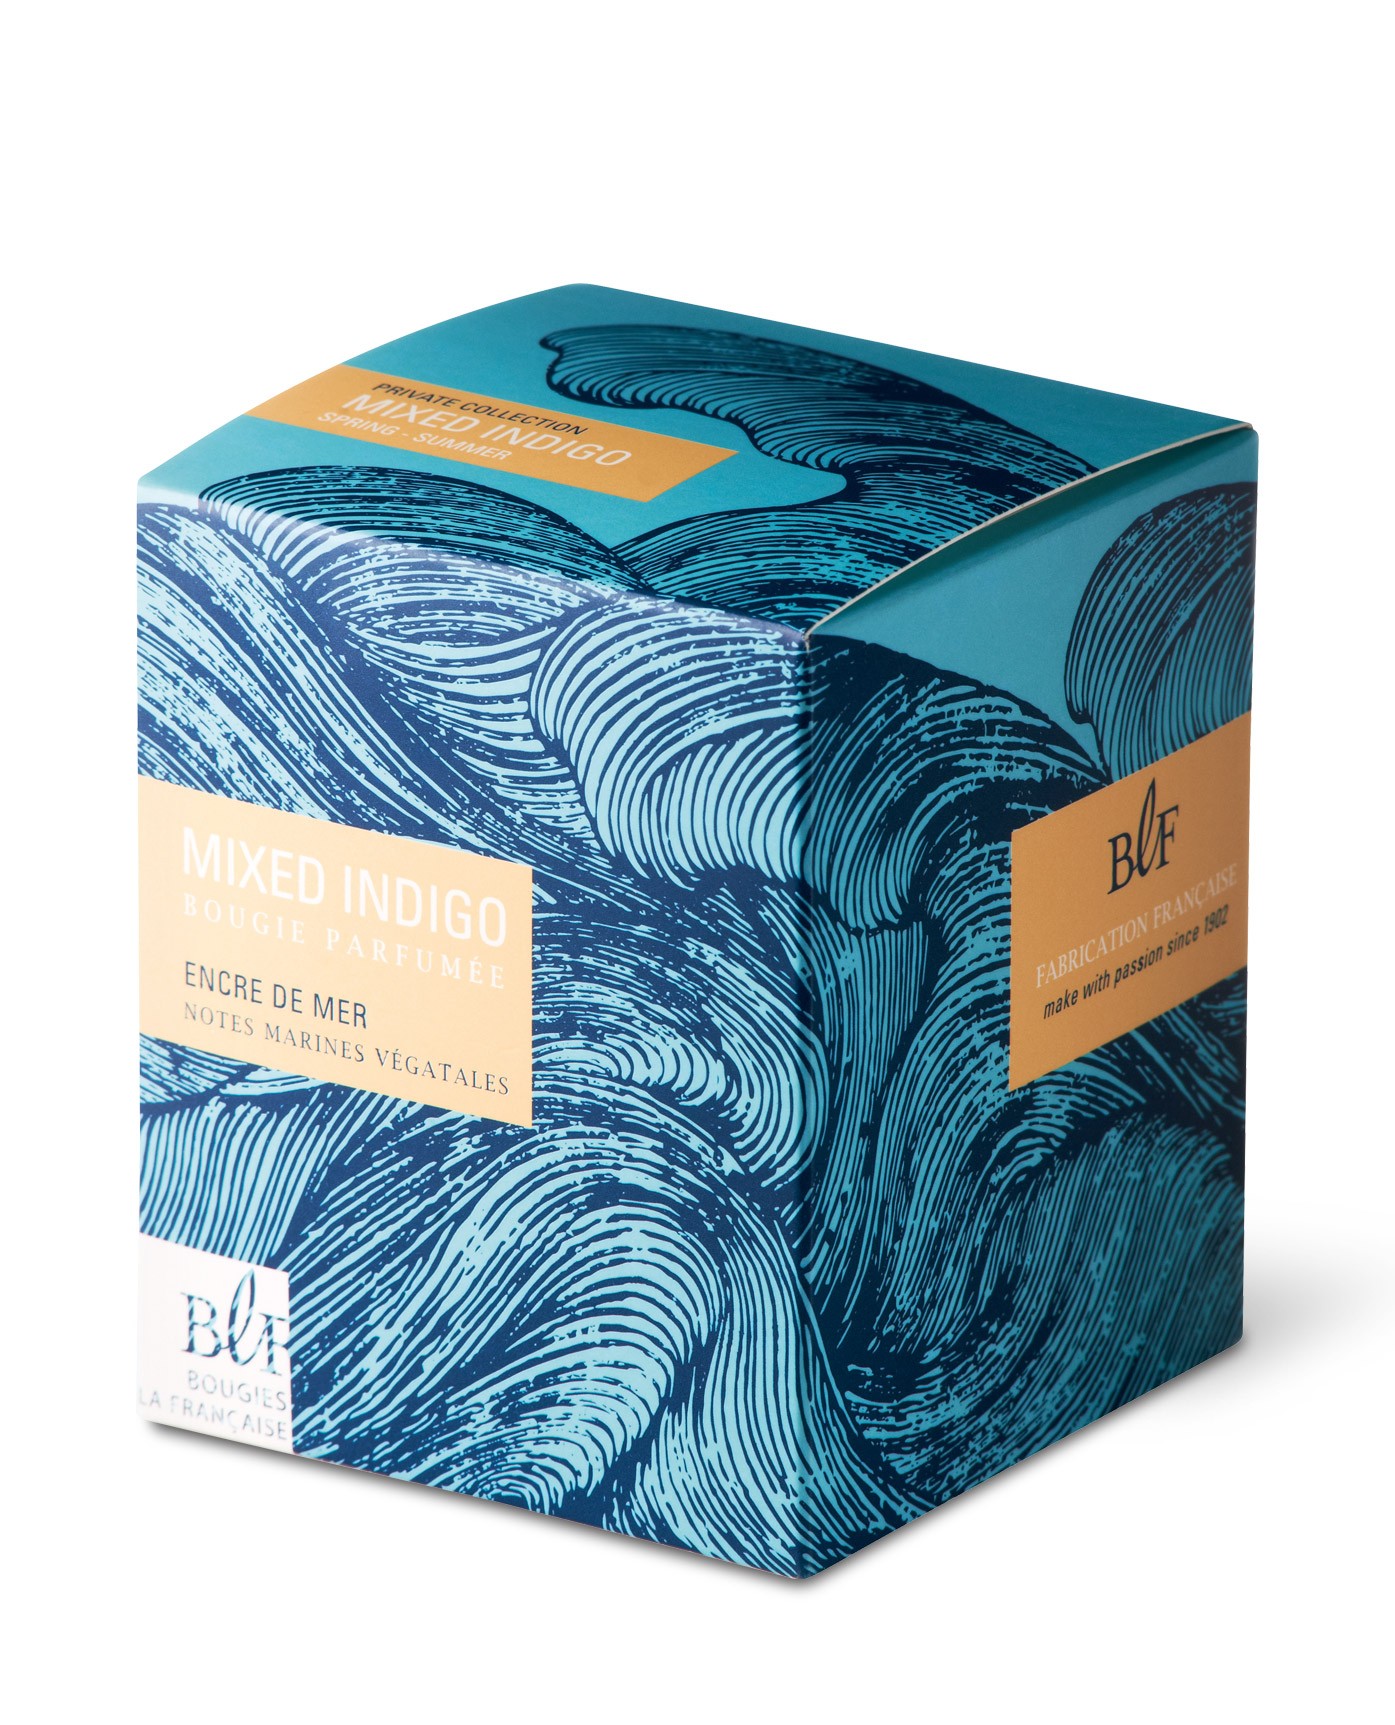 PRIVATE COLLECTION
MIXED INDIGO
SPRING - SUMMER
MIXED INDIGO
BOUGIE PARFUMÉE
ENCRE DE MER
NOTES MARINES VÉGATALES
BLF
BOUGIES
LA FRANÇAISE
BLF
FABRICATION FRANÇAISE
make with passion since 1902